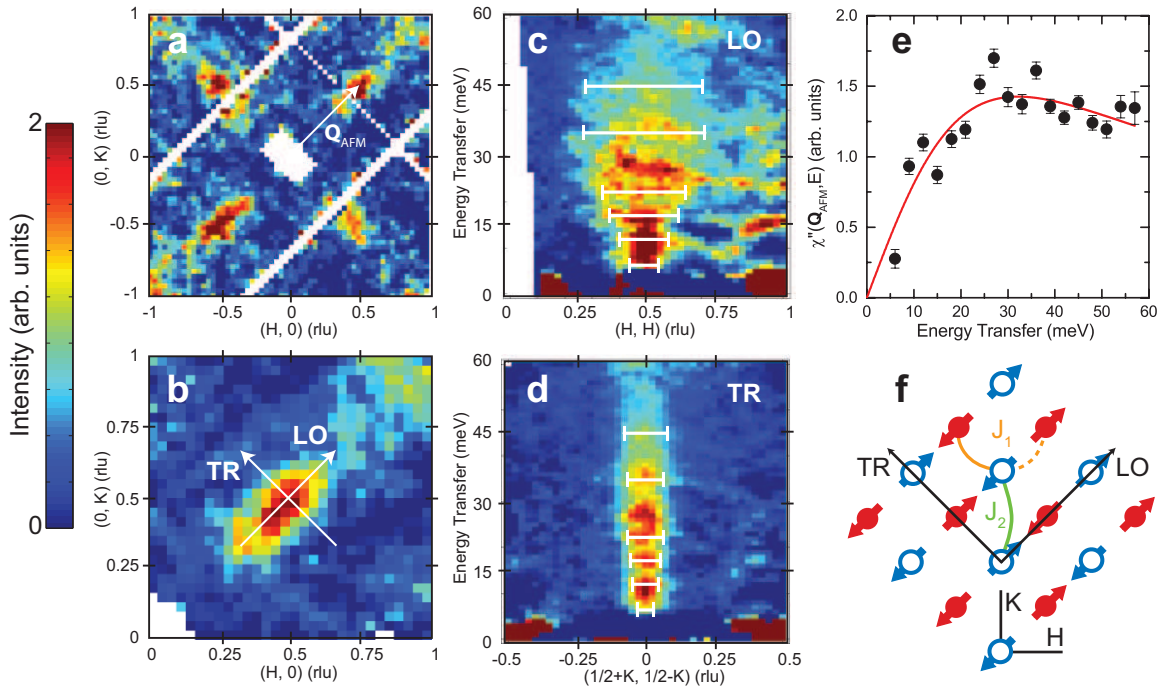 Intensity (arb. units)
2
0
a
1
0.5
0
-0.5
-1
(0, K) (rlu)
-1 -0.5 0 0.5 1
(H, 0) (rlu)
Q AFM
b
1
0.75
0.5
0.25
0
(0, K) (rlu)
0 0.25 0.5 0.75 1
(H, 0) (rlu)
TR
LO
c
LO
60
45
30
15
0
Energy Transfer (meV)
0 0.25 0.50 0.75 1
(H, H) (rlu)
d
TR
60
45
30
15
0
Energy Transfer (meV)
-0.5 -0.25 0 0.25 0.5
(1/2+K, 1/2-K) (rlu)
e
2.0
1.5
1.0
0.5
0.0
χ''(Q AFM, E) (arb. units)
0 10 20 30 40 50 60
Energy Transfer (meV)
f
J1
TR
LO
J2
K
H